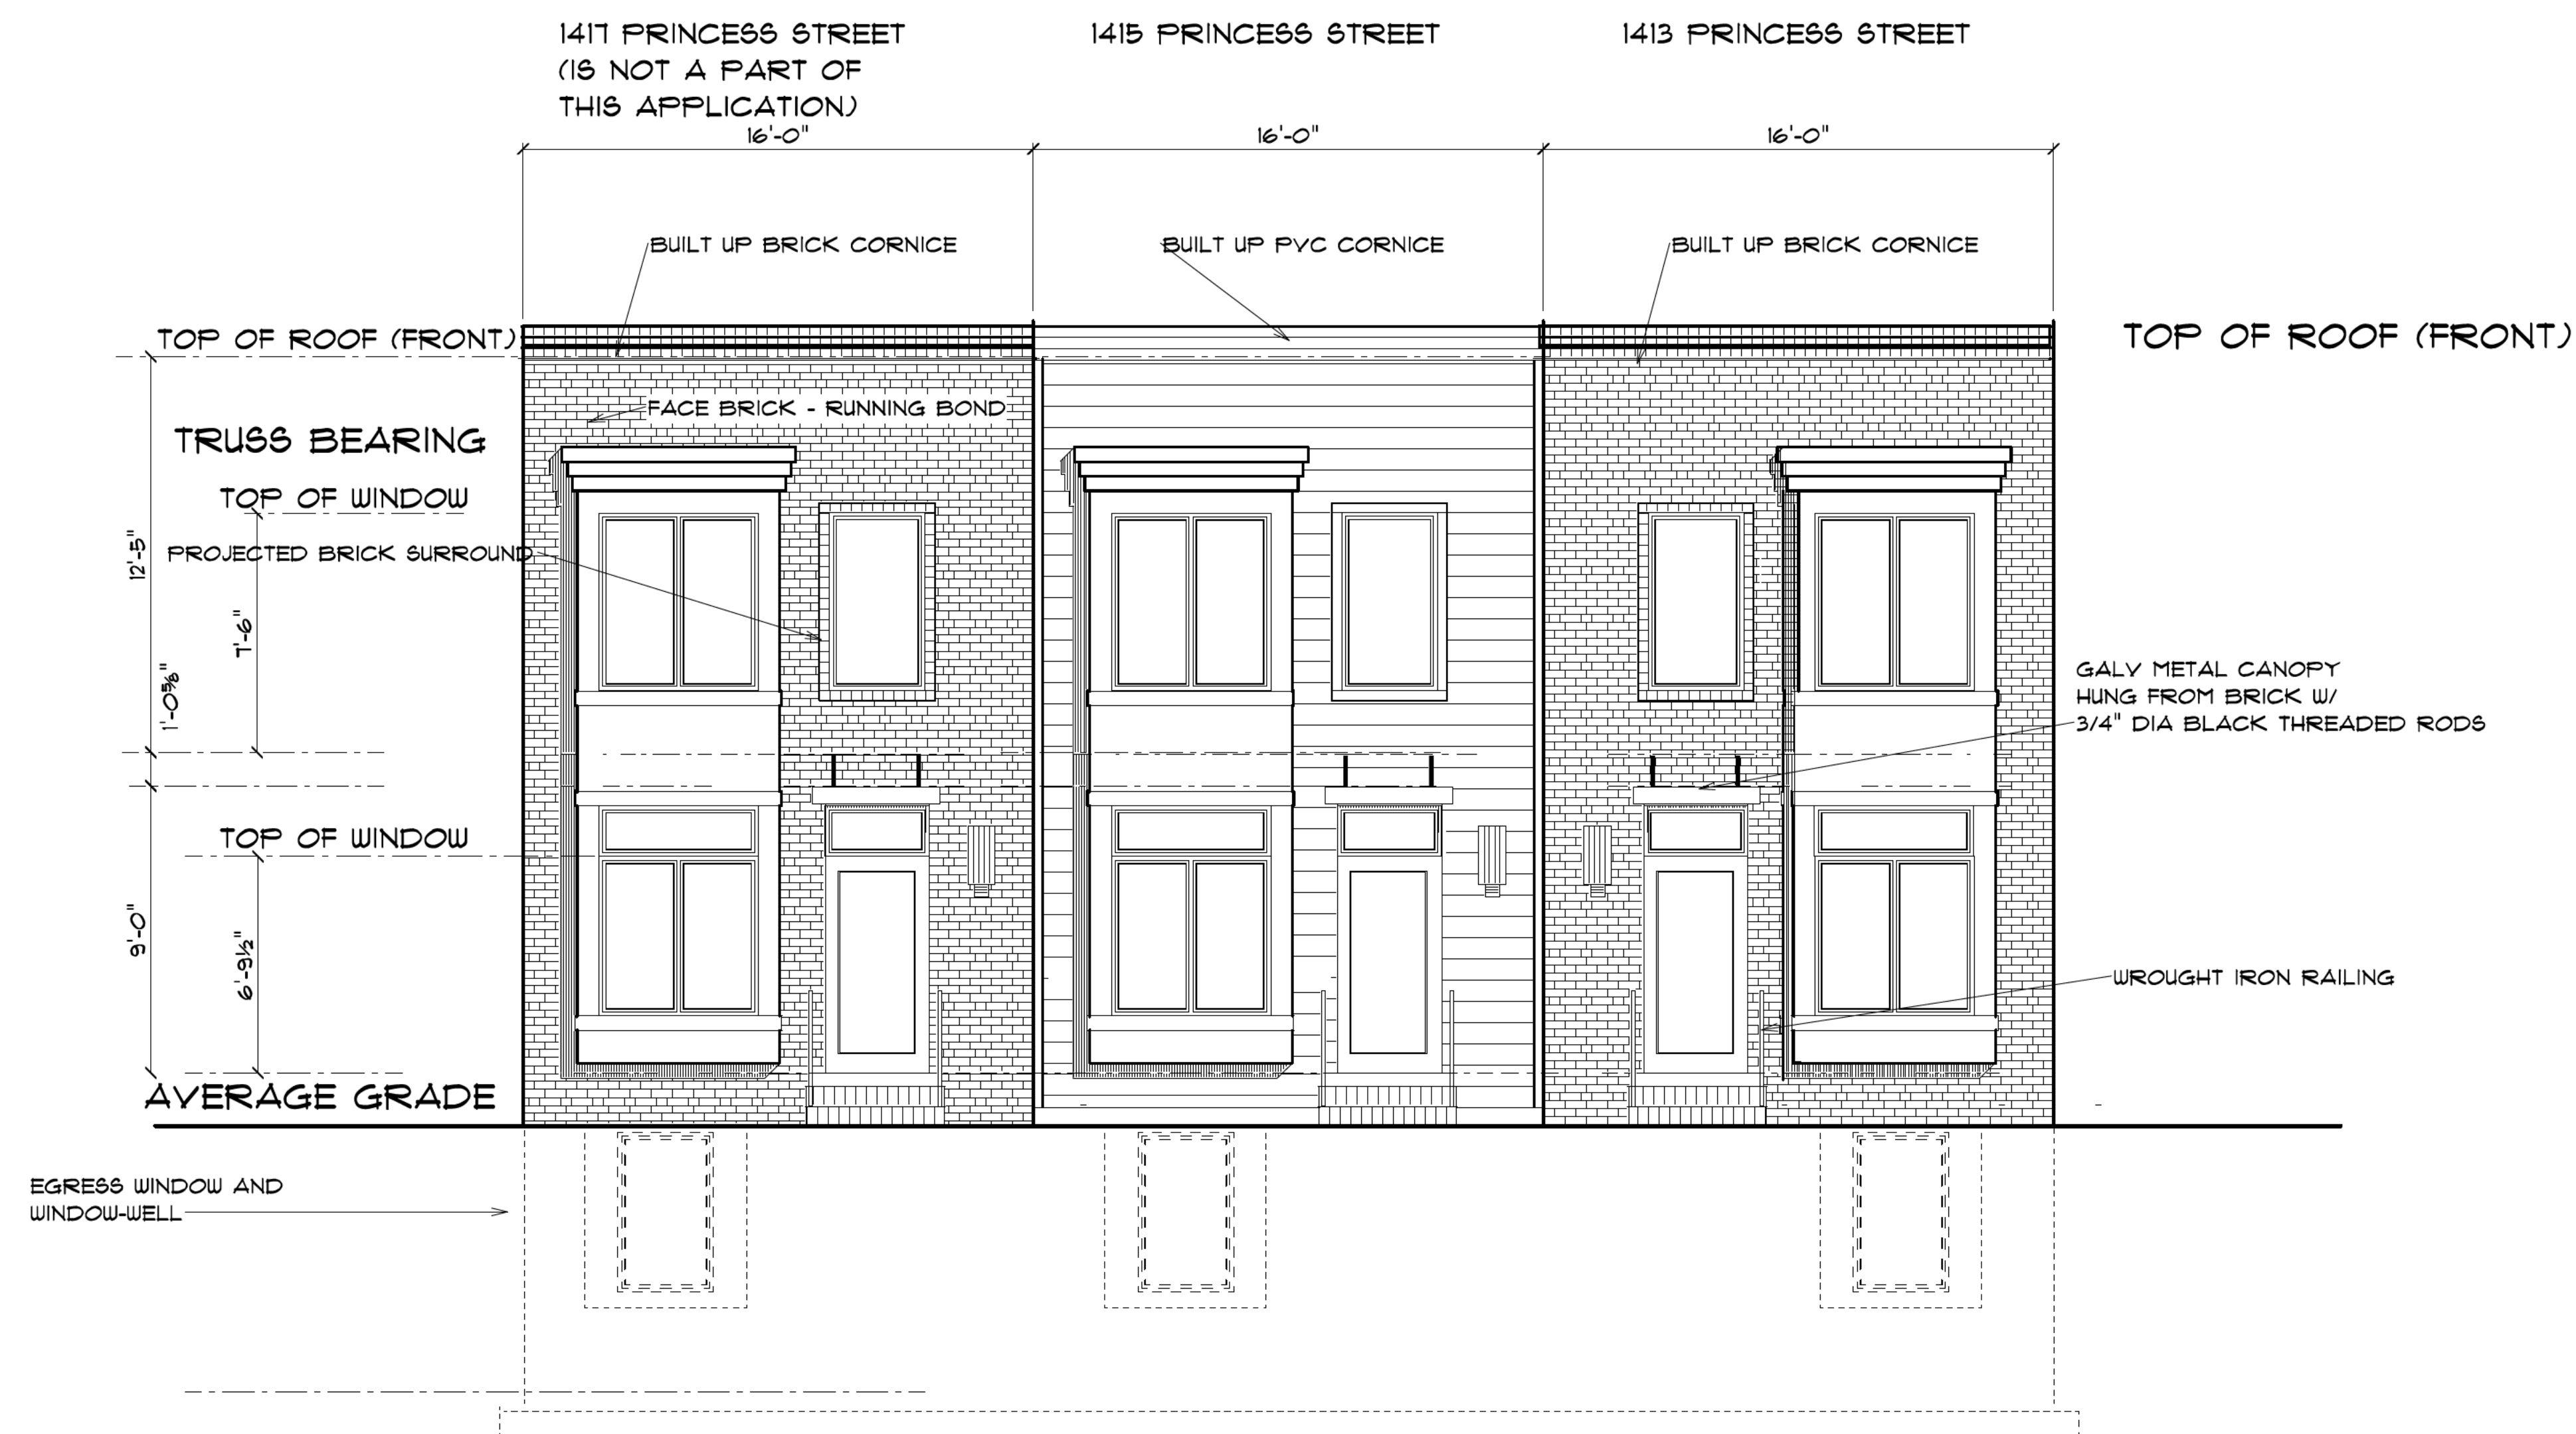 1417 PRINCESS STREET
(IS NOT A PART OF
THIS APPLICATION)
1415 PRINCESS STREET
1413 PRINCESS STREET
16'-0"
16'-0"
16'-0"
BUILT UP BRICK CORNICE
BUILT UP PVC CORNICE
BUILT UP BRICK CORNICE
TOP OF ROOF (FRONT)
TOP OF ROOF (FRONT)
FACE BRICK - RUNNING BOND
TRUSS BEARING
TOP OF WINDOW
PROJECTED BRICK SURROUND
12'-5"
7'-6"
1'-0⅝"
GALV METAL CANOPY
HUNG FROM BRICK W/
3/4" DIA BLACK THREADED RODS
TOP OF WINDOW
9'-0"
6'-9½"
WROUGHT IRON RAILING
AVERAGE GRADE
EGRESS WINDOW AND
WINDOW-WELL